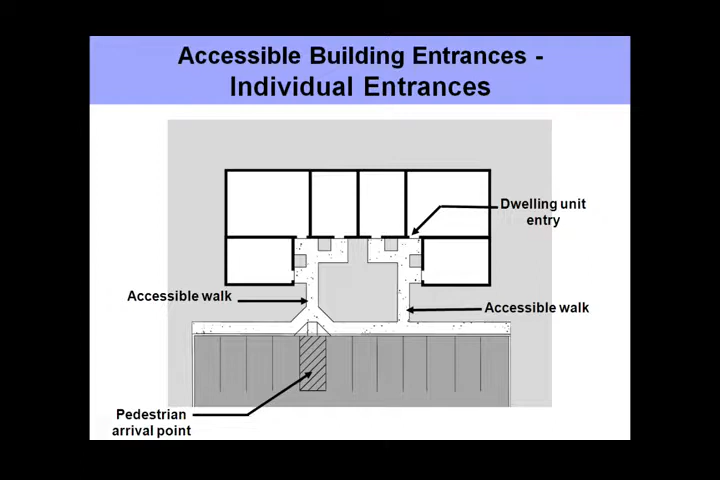 Accessible Building Entrances -
Individual Entrances
Dwelling unit
entry
Accessible walk
Accessible walk
Pedestrian
arrival point